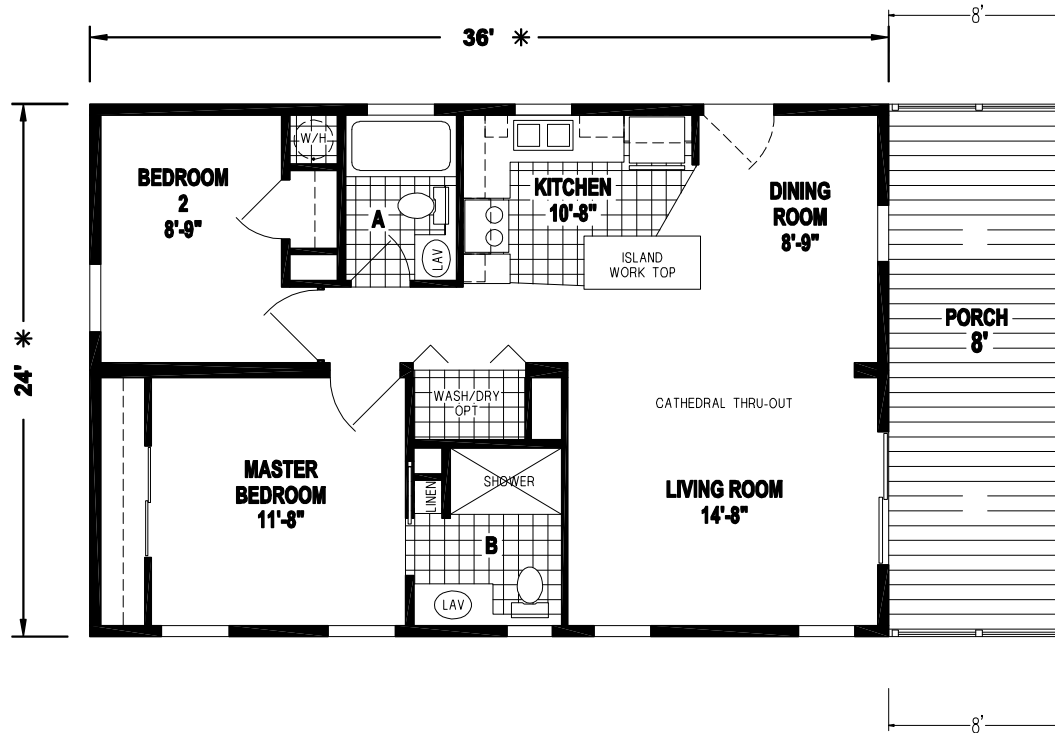 8'
36' *
W/H
BEDROOM
2
8'-9"
A
LAV
KITCHEN
10'-8"
DINING
ROOM
8'-9"
ISLAND
WORK TOP
PORCH
8'
24' *
WASH/DRY
OPT
CATHEDRAL THRU-OUT
MASTER
BEDROOM
11'-8"
LINEN
SHOWER
LIVING ROOM
14'-8"
B
LAV
8'